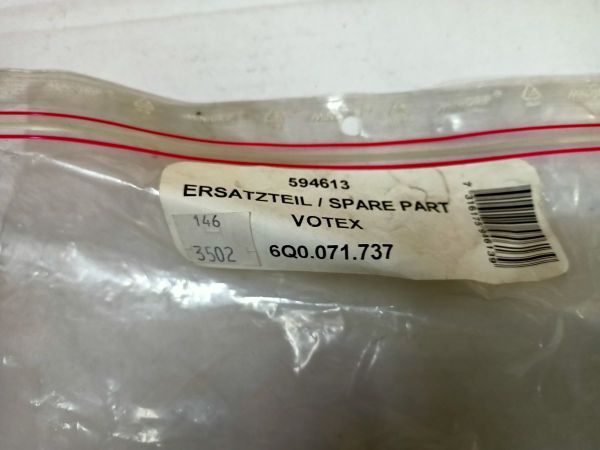 594613
ERSATZTEIL / SPARE PART
VOTEX
6Q0.071.737
146
3502